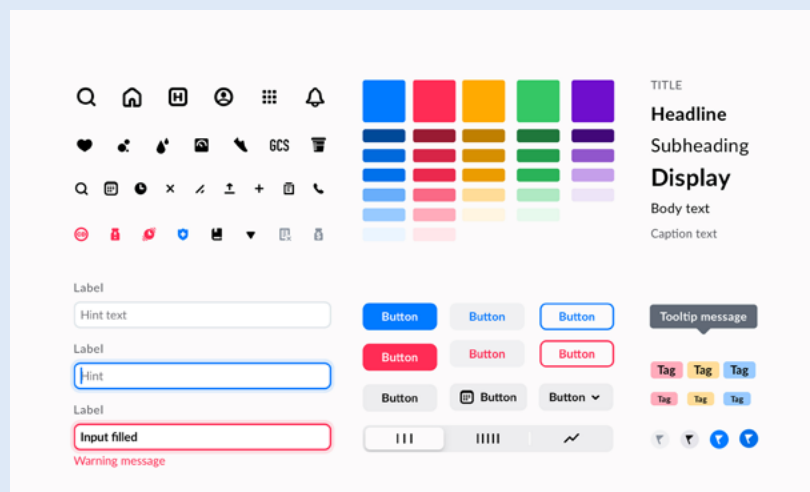 TITLE
Headline
Subheading
GCS
Display
Body text
Caption text
Label
Hint text
Label
Hint
Label
Input filled
Warning message
Button Button Button
Button Button Button
Button Button Button
Tooltip message
Tag Tag Tag
Tag Tag Tag